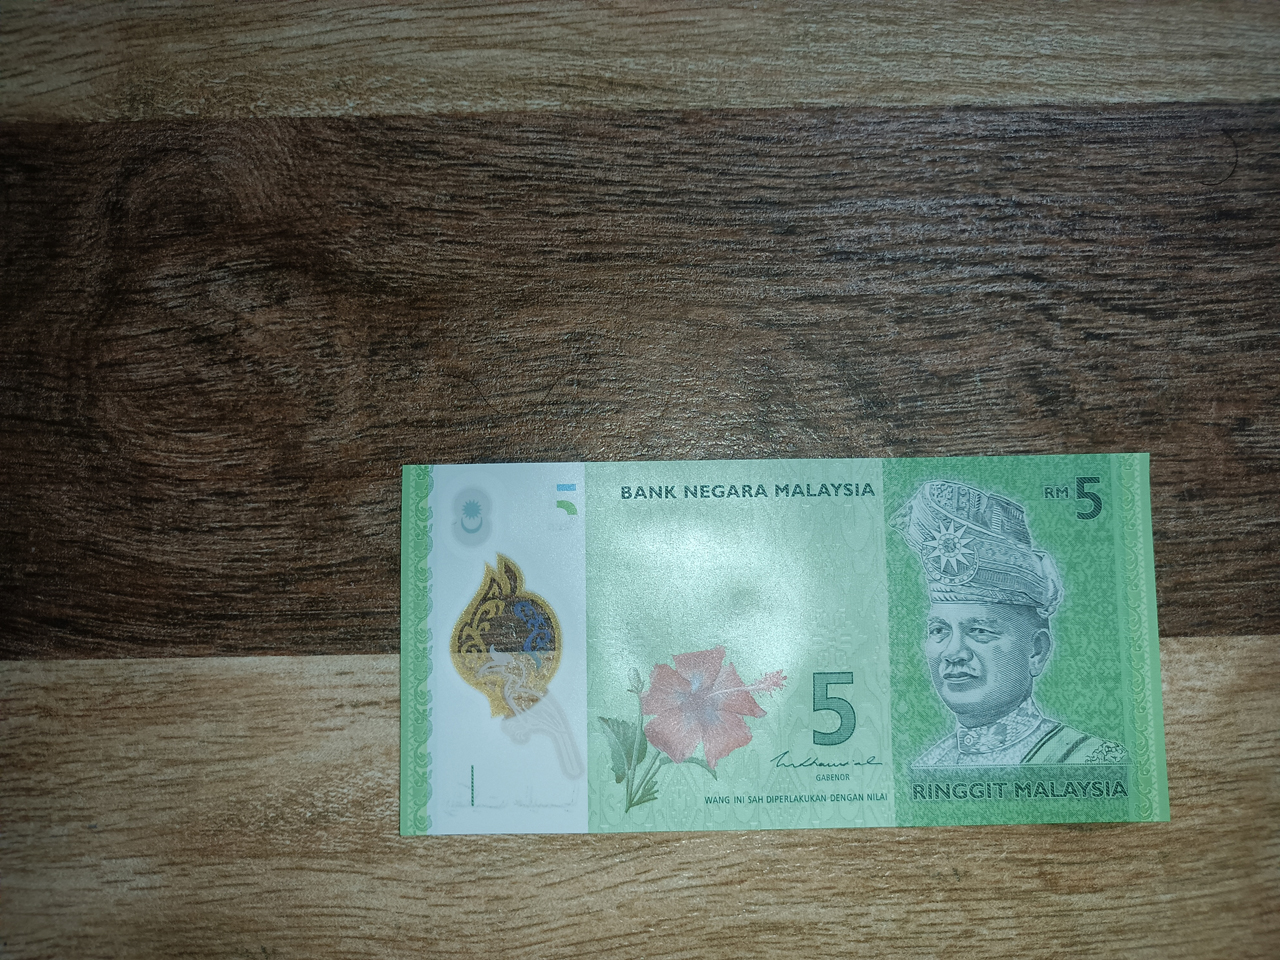 BANK NEGARA MALAYSIA
RM 5
5
GABENOR
WANG INI SAH DIPERLAKUKAN DENGAN NILAI
RINGGIT MALAYSIA